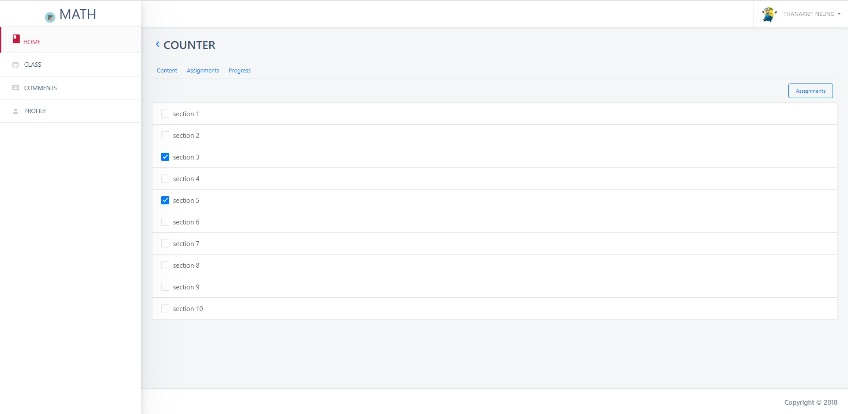 MATH
THANAKRIT NEUNG
HOME
CLASS
COMMENTS
PROFILE
COUNTER
Content Assignments Progress
Assignments
section 1
section 2
section 3
section 4
section 5
section 6
section 7
section 8
section 9
section 10
Copyright © 2018